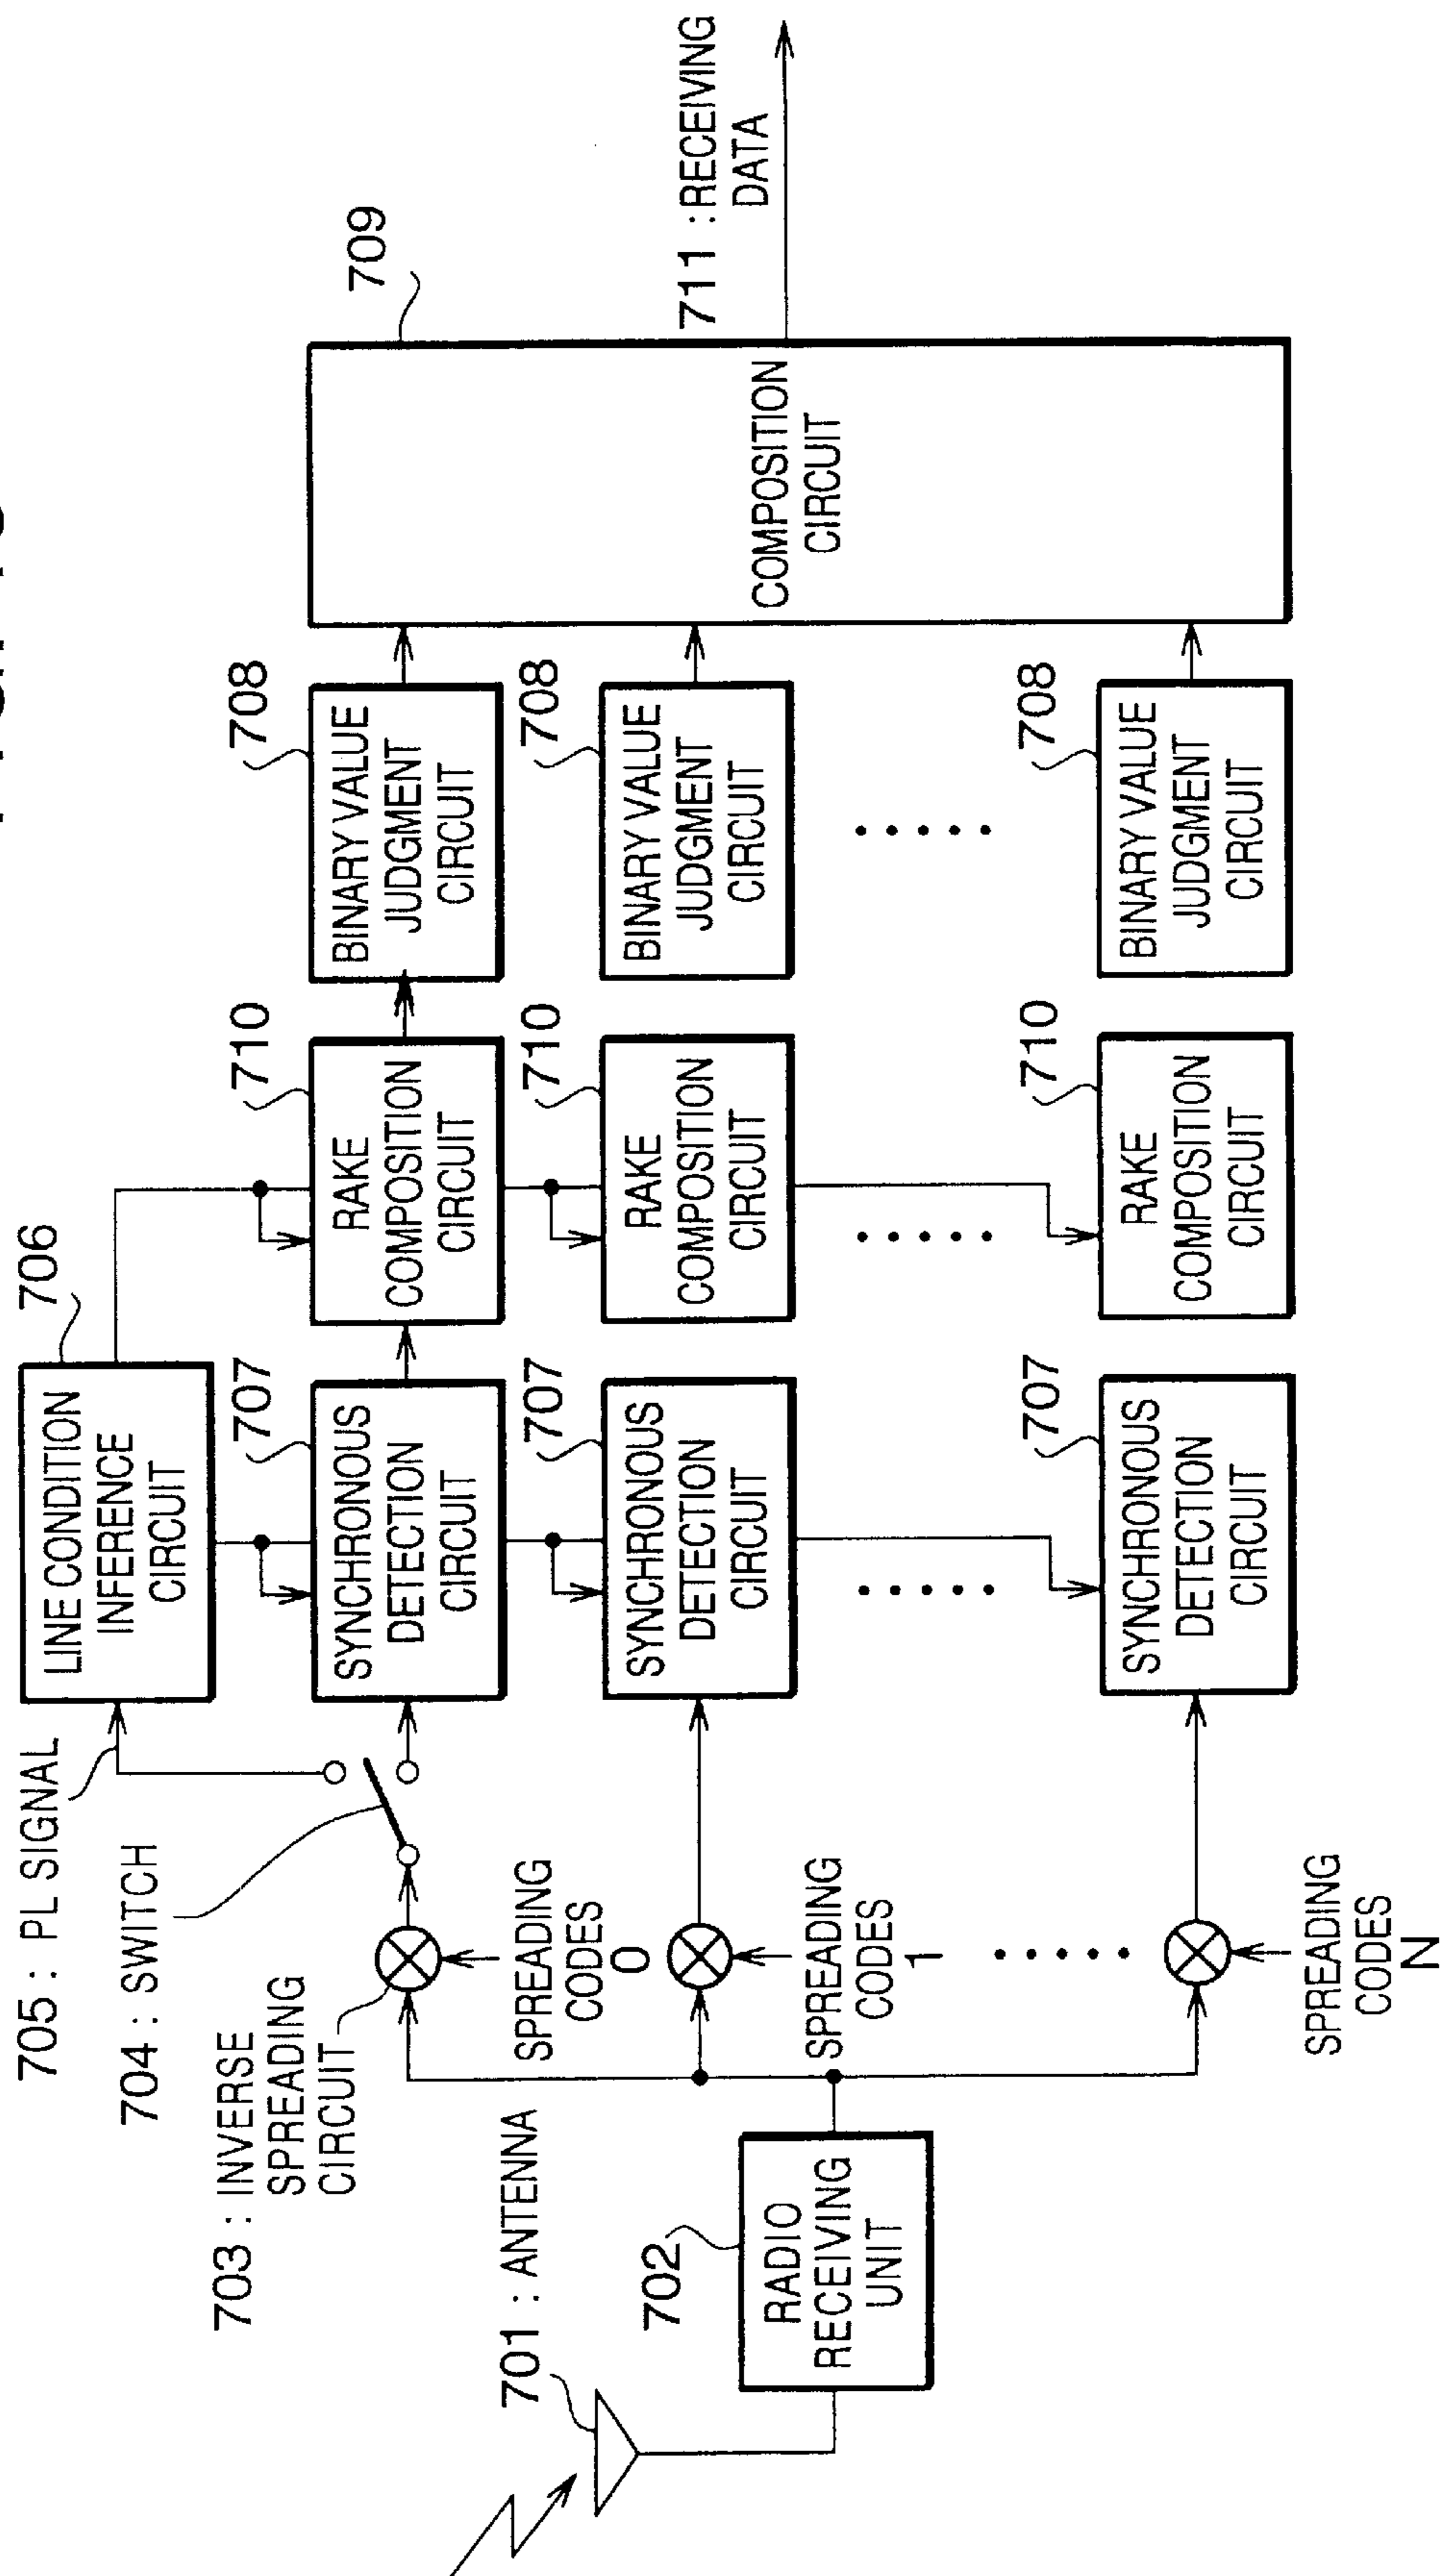 705 : PL SIGNAL
704 : SWITCH
703 : INVERSE
SPREADING
CIRCUIT
701 : ANTENNA
702
RADIO
RECEIVING
UNIT
SPREADING
CODES
0
SPREADING
CODES
1
SPREADING
CODES
N
706
LINE CONDITION
INFERENCE
CIRCUIT
707
SYNCHRONOUS
DETECTION
CIRCUIT
707
SYNCHRONOUS
DETECTION
CIRCUIT
707
SYNCHRONOUS
DETECTION
CIRCUIT
710
RAKE
COMPOSITION
CIRCUIT
710
RAKE
COMPOSITION
CIRCUIT
710
RAKE
COMPOSITION
CIRCUIT
708
BINARY VALUE
JUDGMENT
CIRCUIT
708
BINARY VALUE
JUDGMENT
CIRCUIT
708
BINARY VALUE
JUDGMENT
CIRCUIT
709
COMPOSITION
CIRCUIT
711 : RECEIVING
DATA